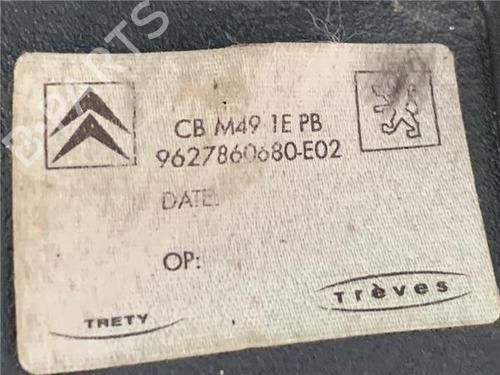 CB M49 1E PB
9627860680-E02
DATE:
OP:
TRETY
Trèves
B-PARTS